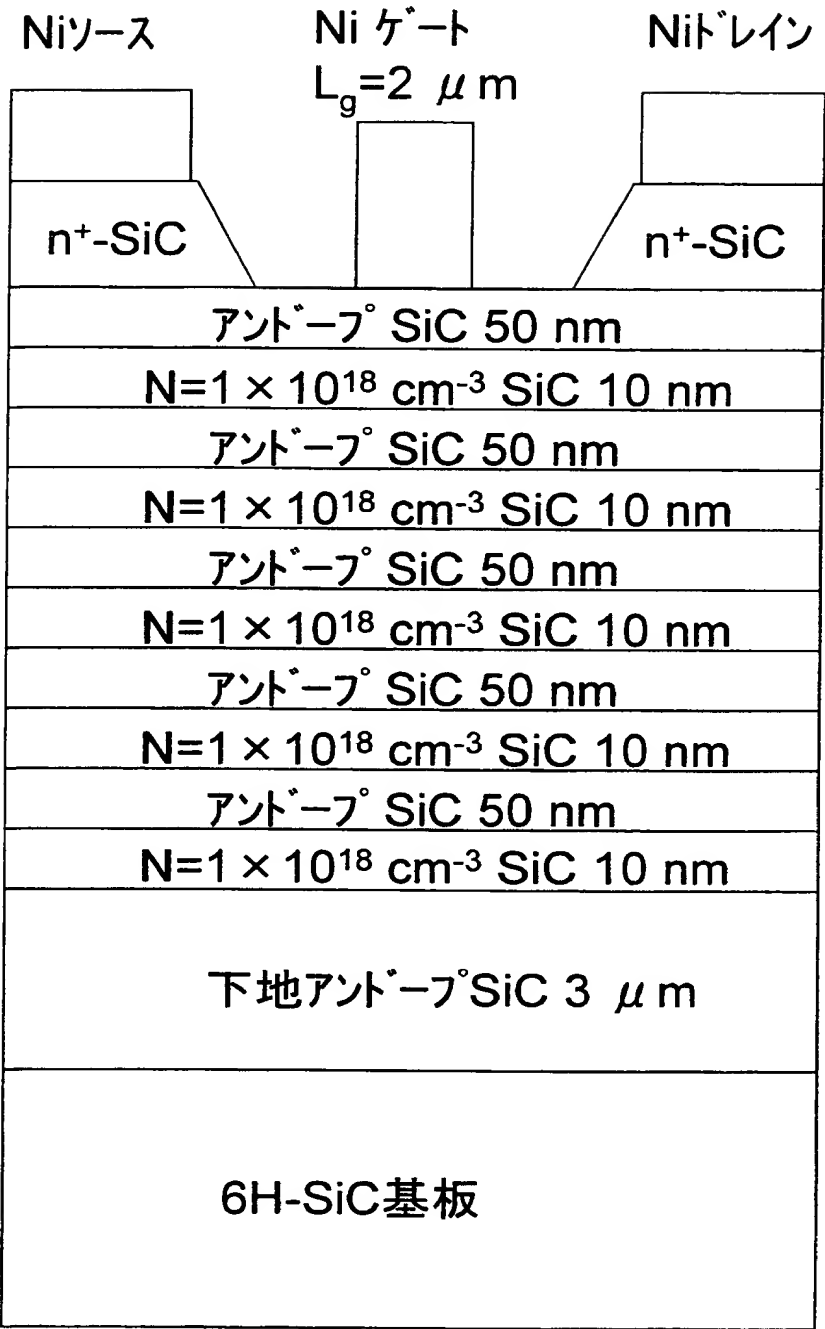 Niソース
Ni ゲート
Niドレイン
Lg=2 μm
n⁺-SiC
n⁺-SiC
アンドープ SiC 50 nm
N=1 × 10¹⁸ cm⁻³ SiC 10 nm
アンドープ SiC 50 nm
N=1 × 10¹⁸ cm⁻³ SiC 10 nm
アンドープ SiC 50 nm
N=1 × 10¹⁸ cm⁻³ SiC 10 nm
アンドープ SiC 50 nm
N=1 × 10¹⁸ cm⁻³ SiC 10 nm
アンドープ SiC 50 nm
N=1 × 10¹⁸ cm⁻³ SiC 10 nm
下地アンドープSiC 3 μm
6H-SiC基板